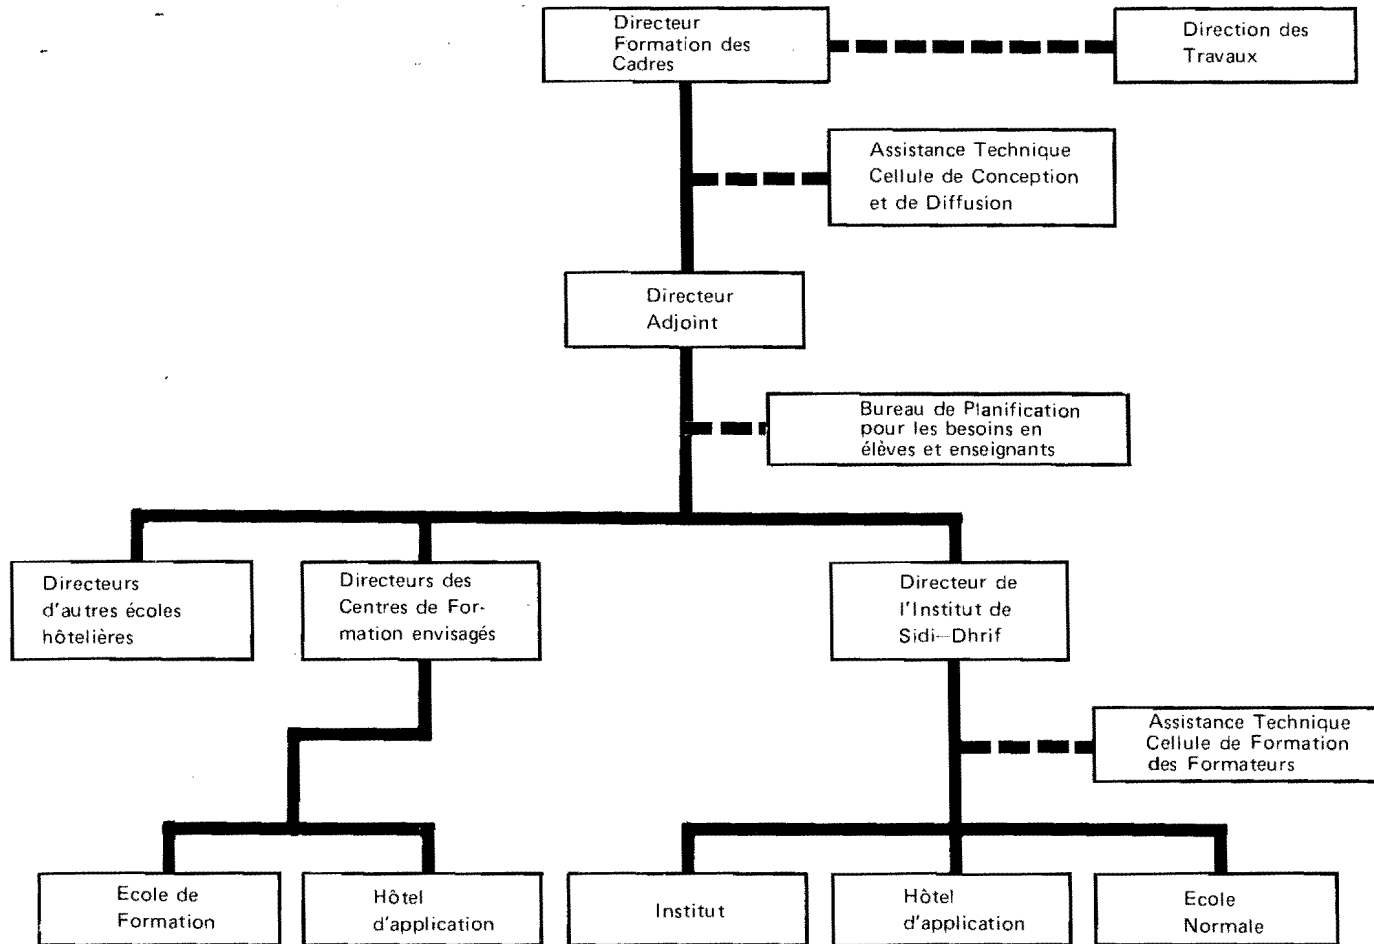 Directeur
Formation des
Cadres
Direction des
Travaux
Assistance Technique
Cellule de Conception
et de Diffusion
Directeur
Adjoint
Bureau de Planification
pour les besoins en
élèves et enseignants
Directeurs
d'autres écoles
hôtelières
Directeurs des
Centres de For-
mation envisagés
Directeur de
l'Institut de
Sidi–Dhrif
Assistance Technique
Cellule de Formation
des Formateurs
Ecole de
Formation
Hôtel
d'application
Institut
Hôtel
d'application
Ecole
Normale